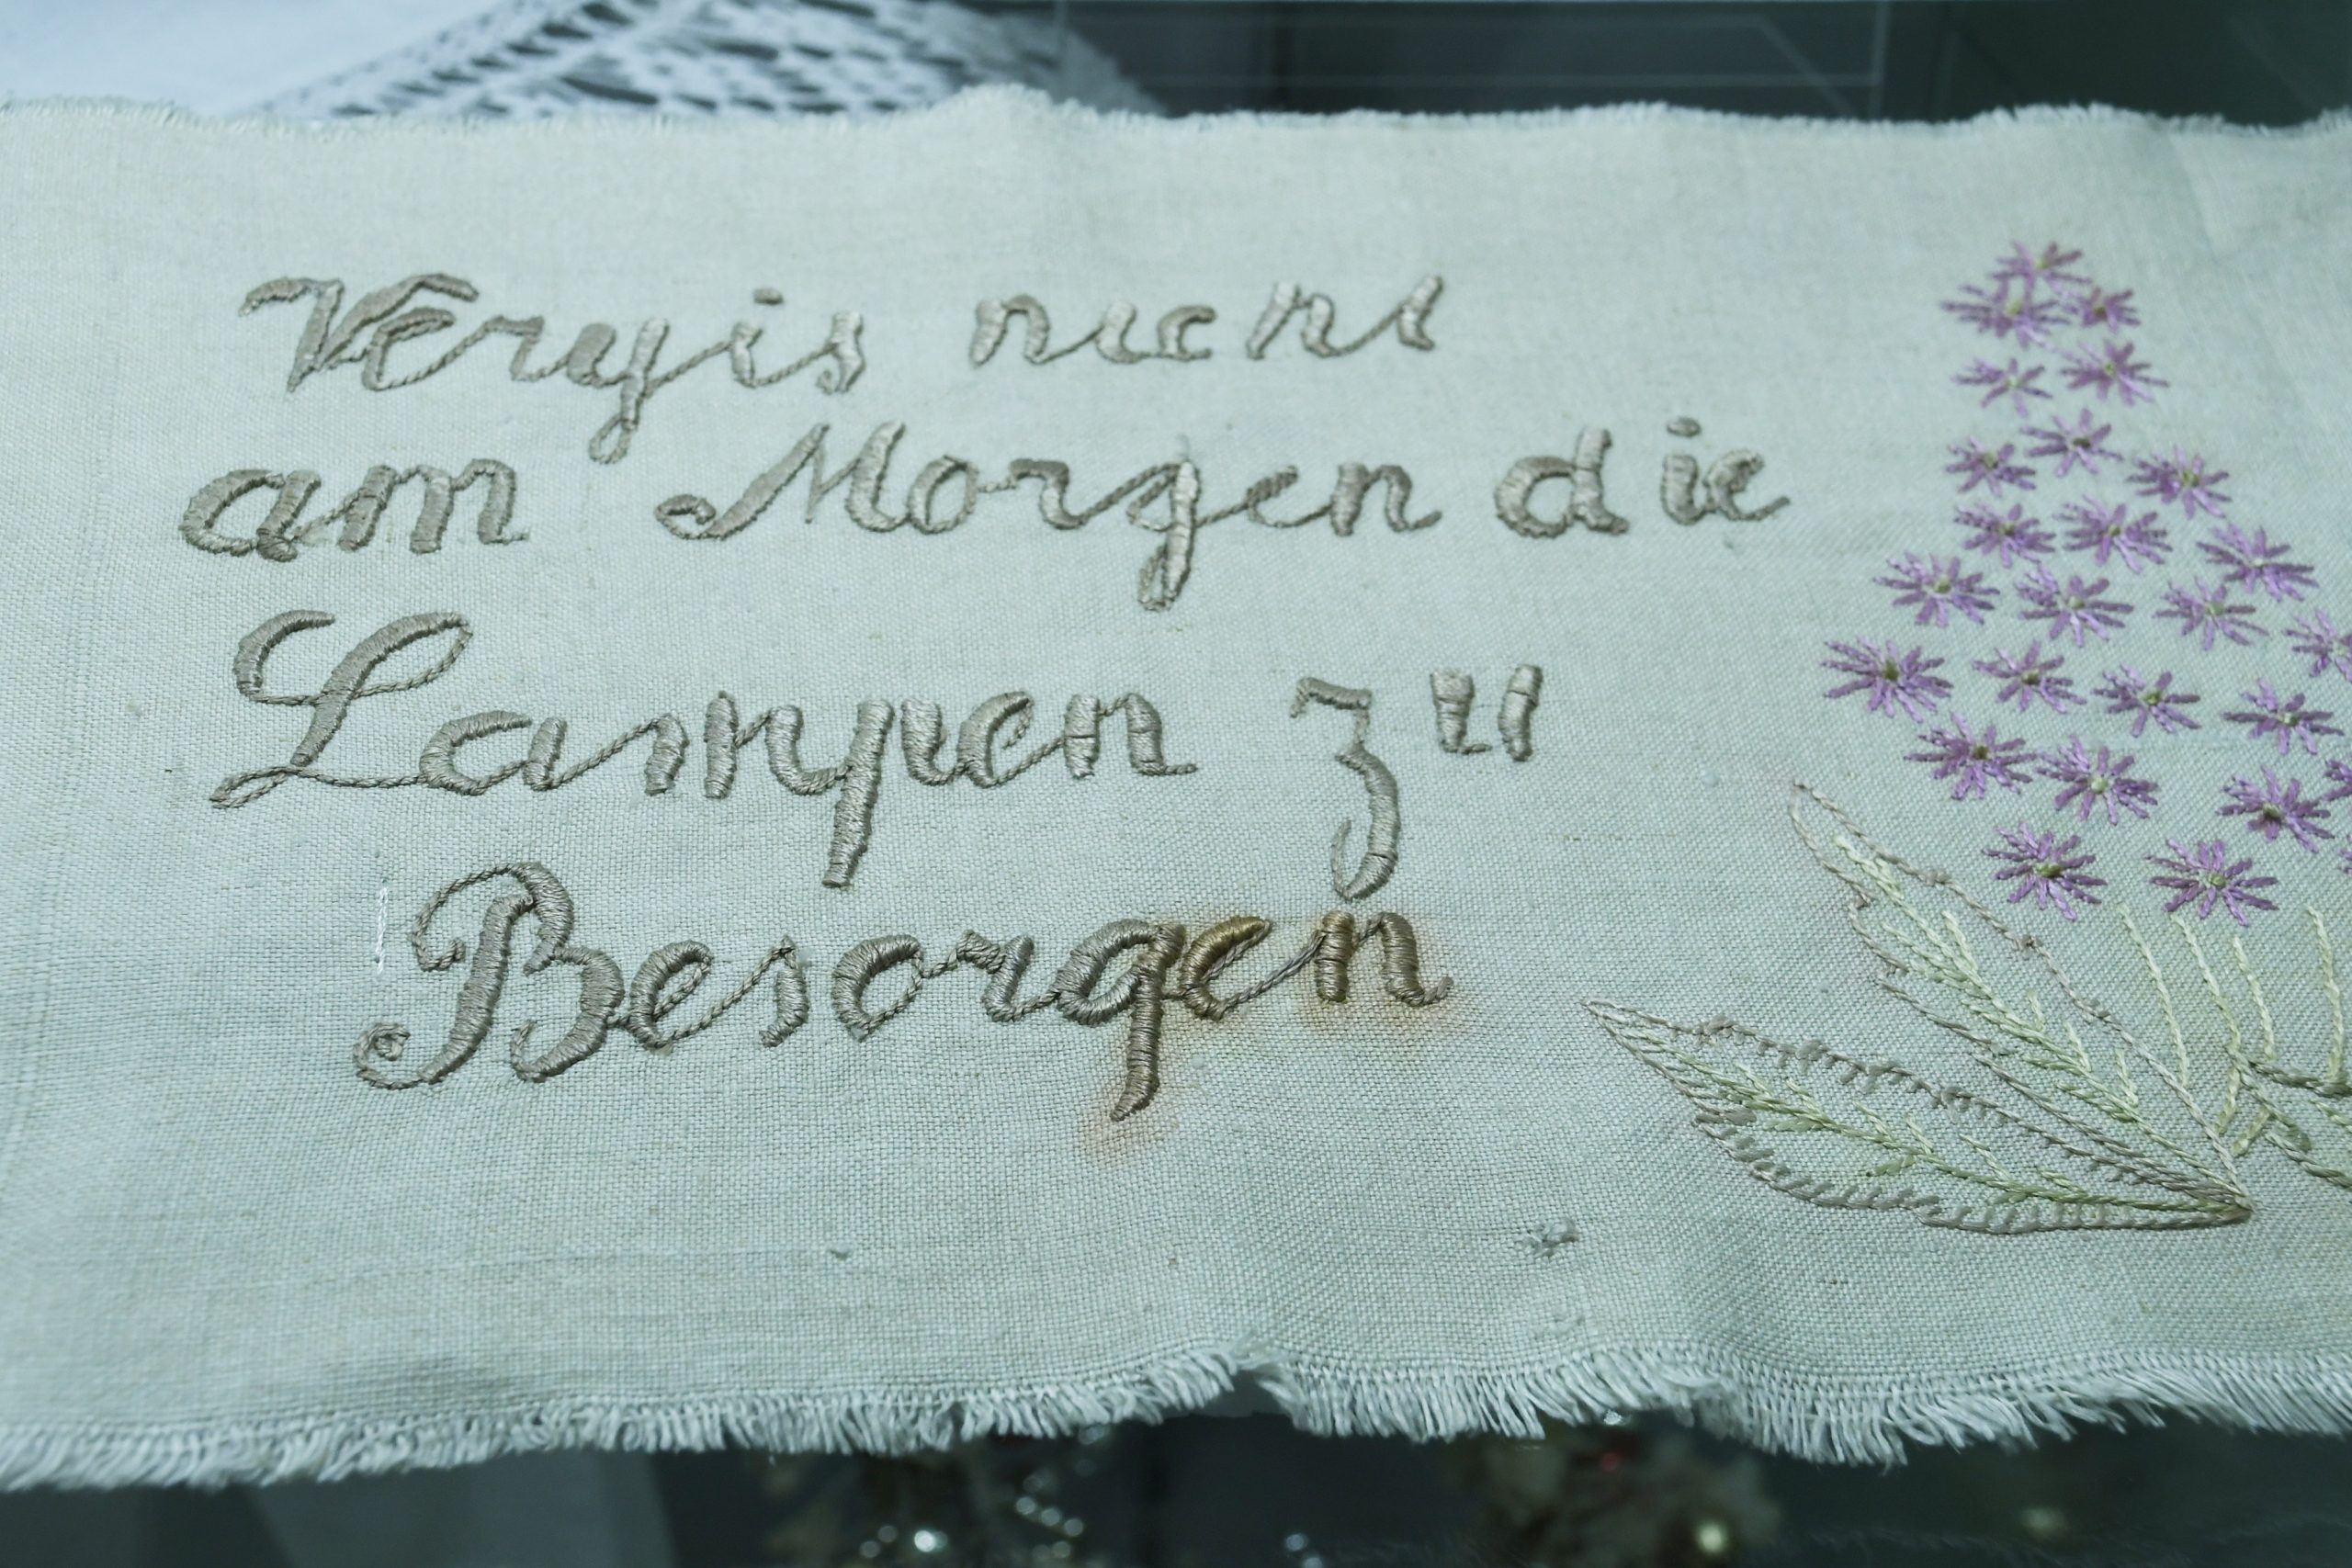 Vergis nicht
am Morgen die
Lampen zu
Besorgen